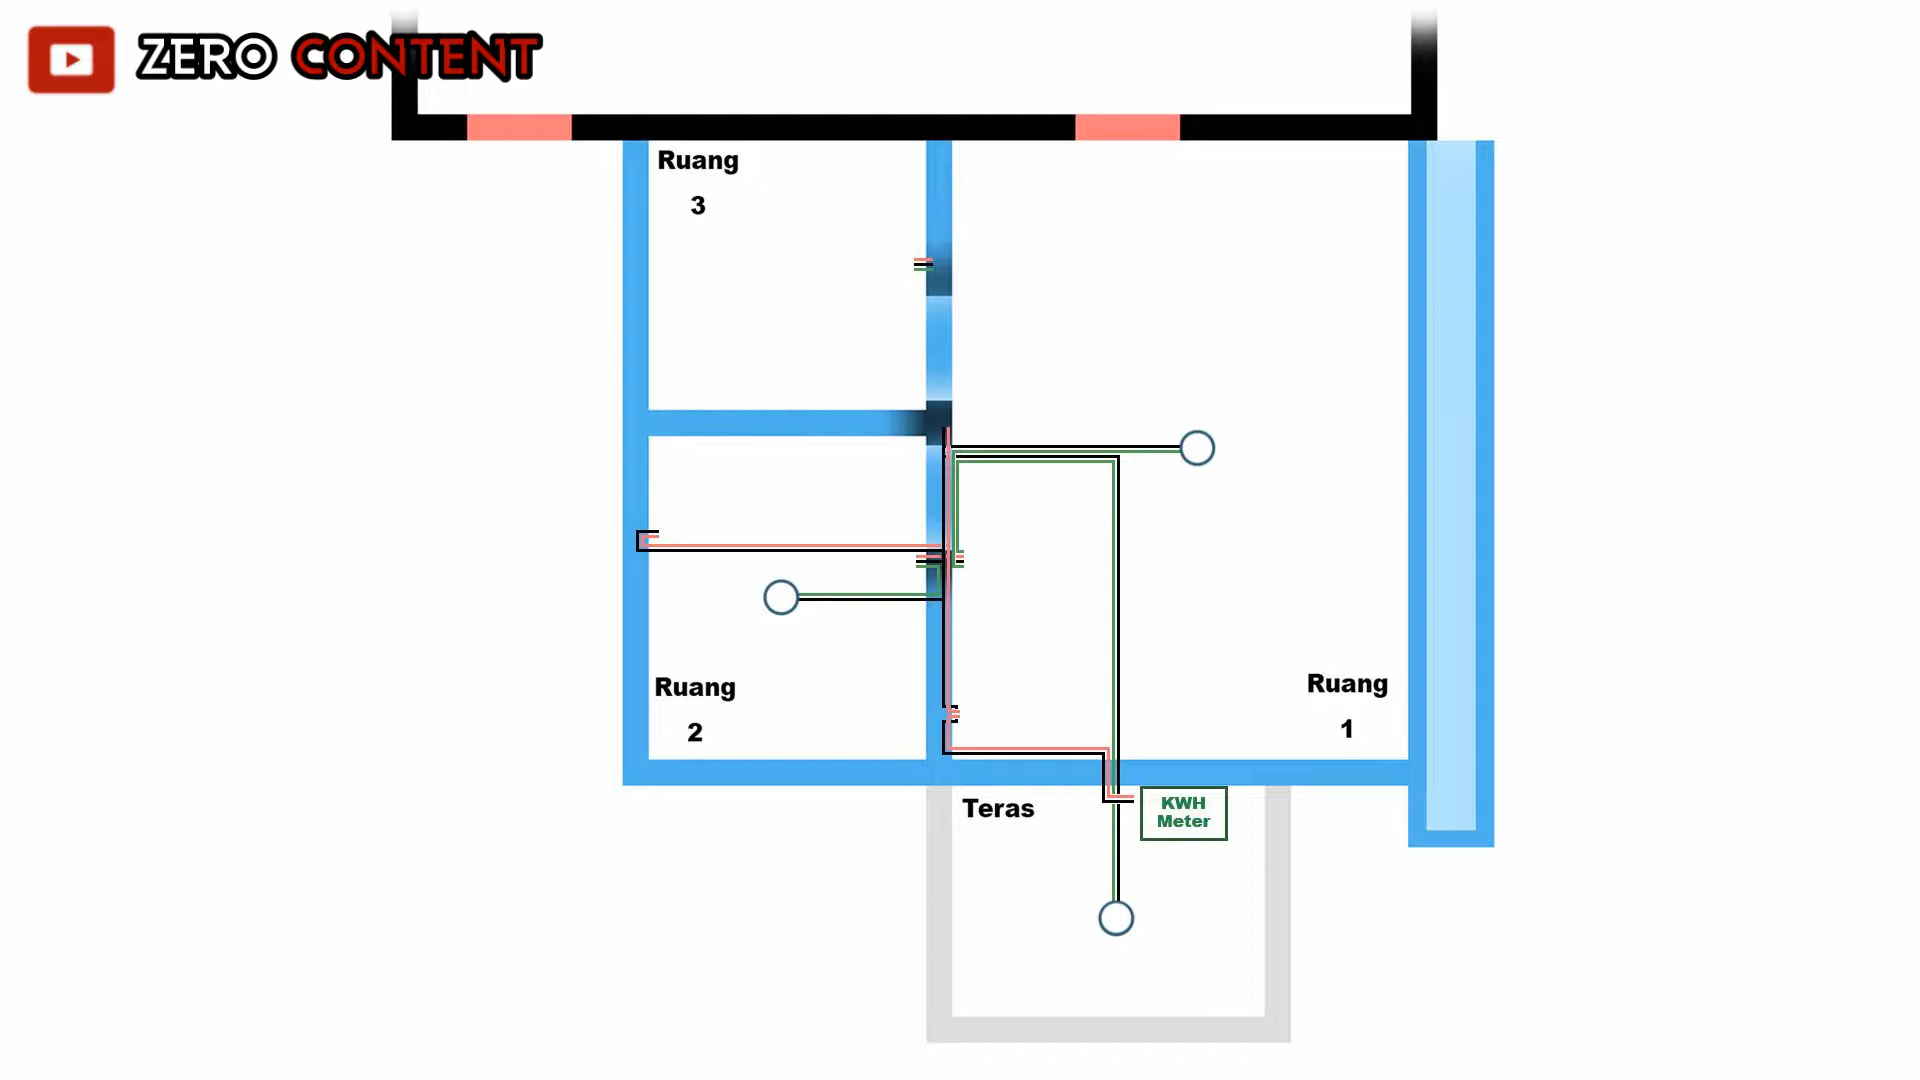 ZERO CONTENT
Ruang
3
Ruang
2
Ruang
1
Teras
KWH
Meter